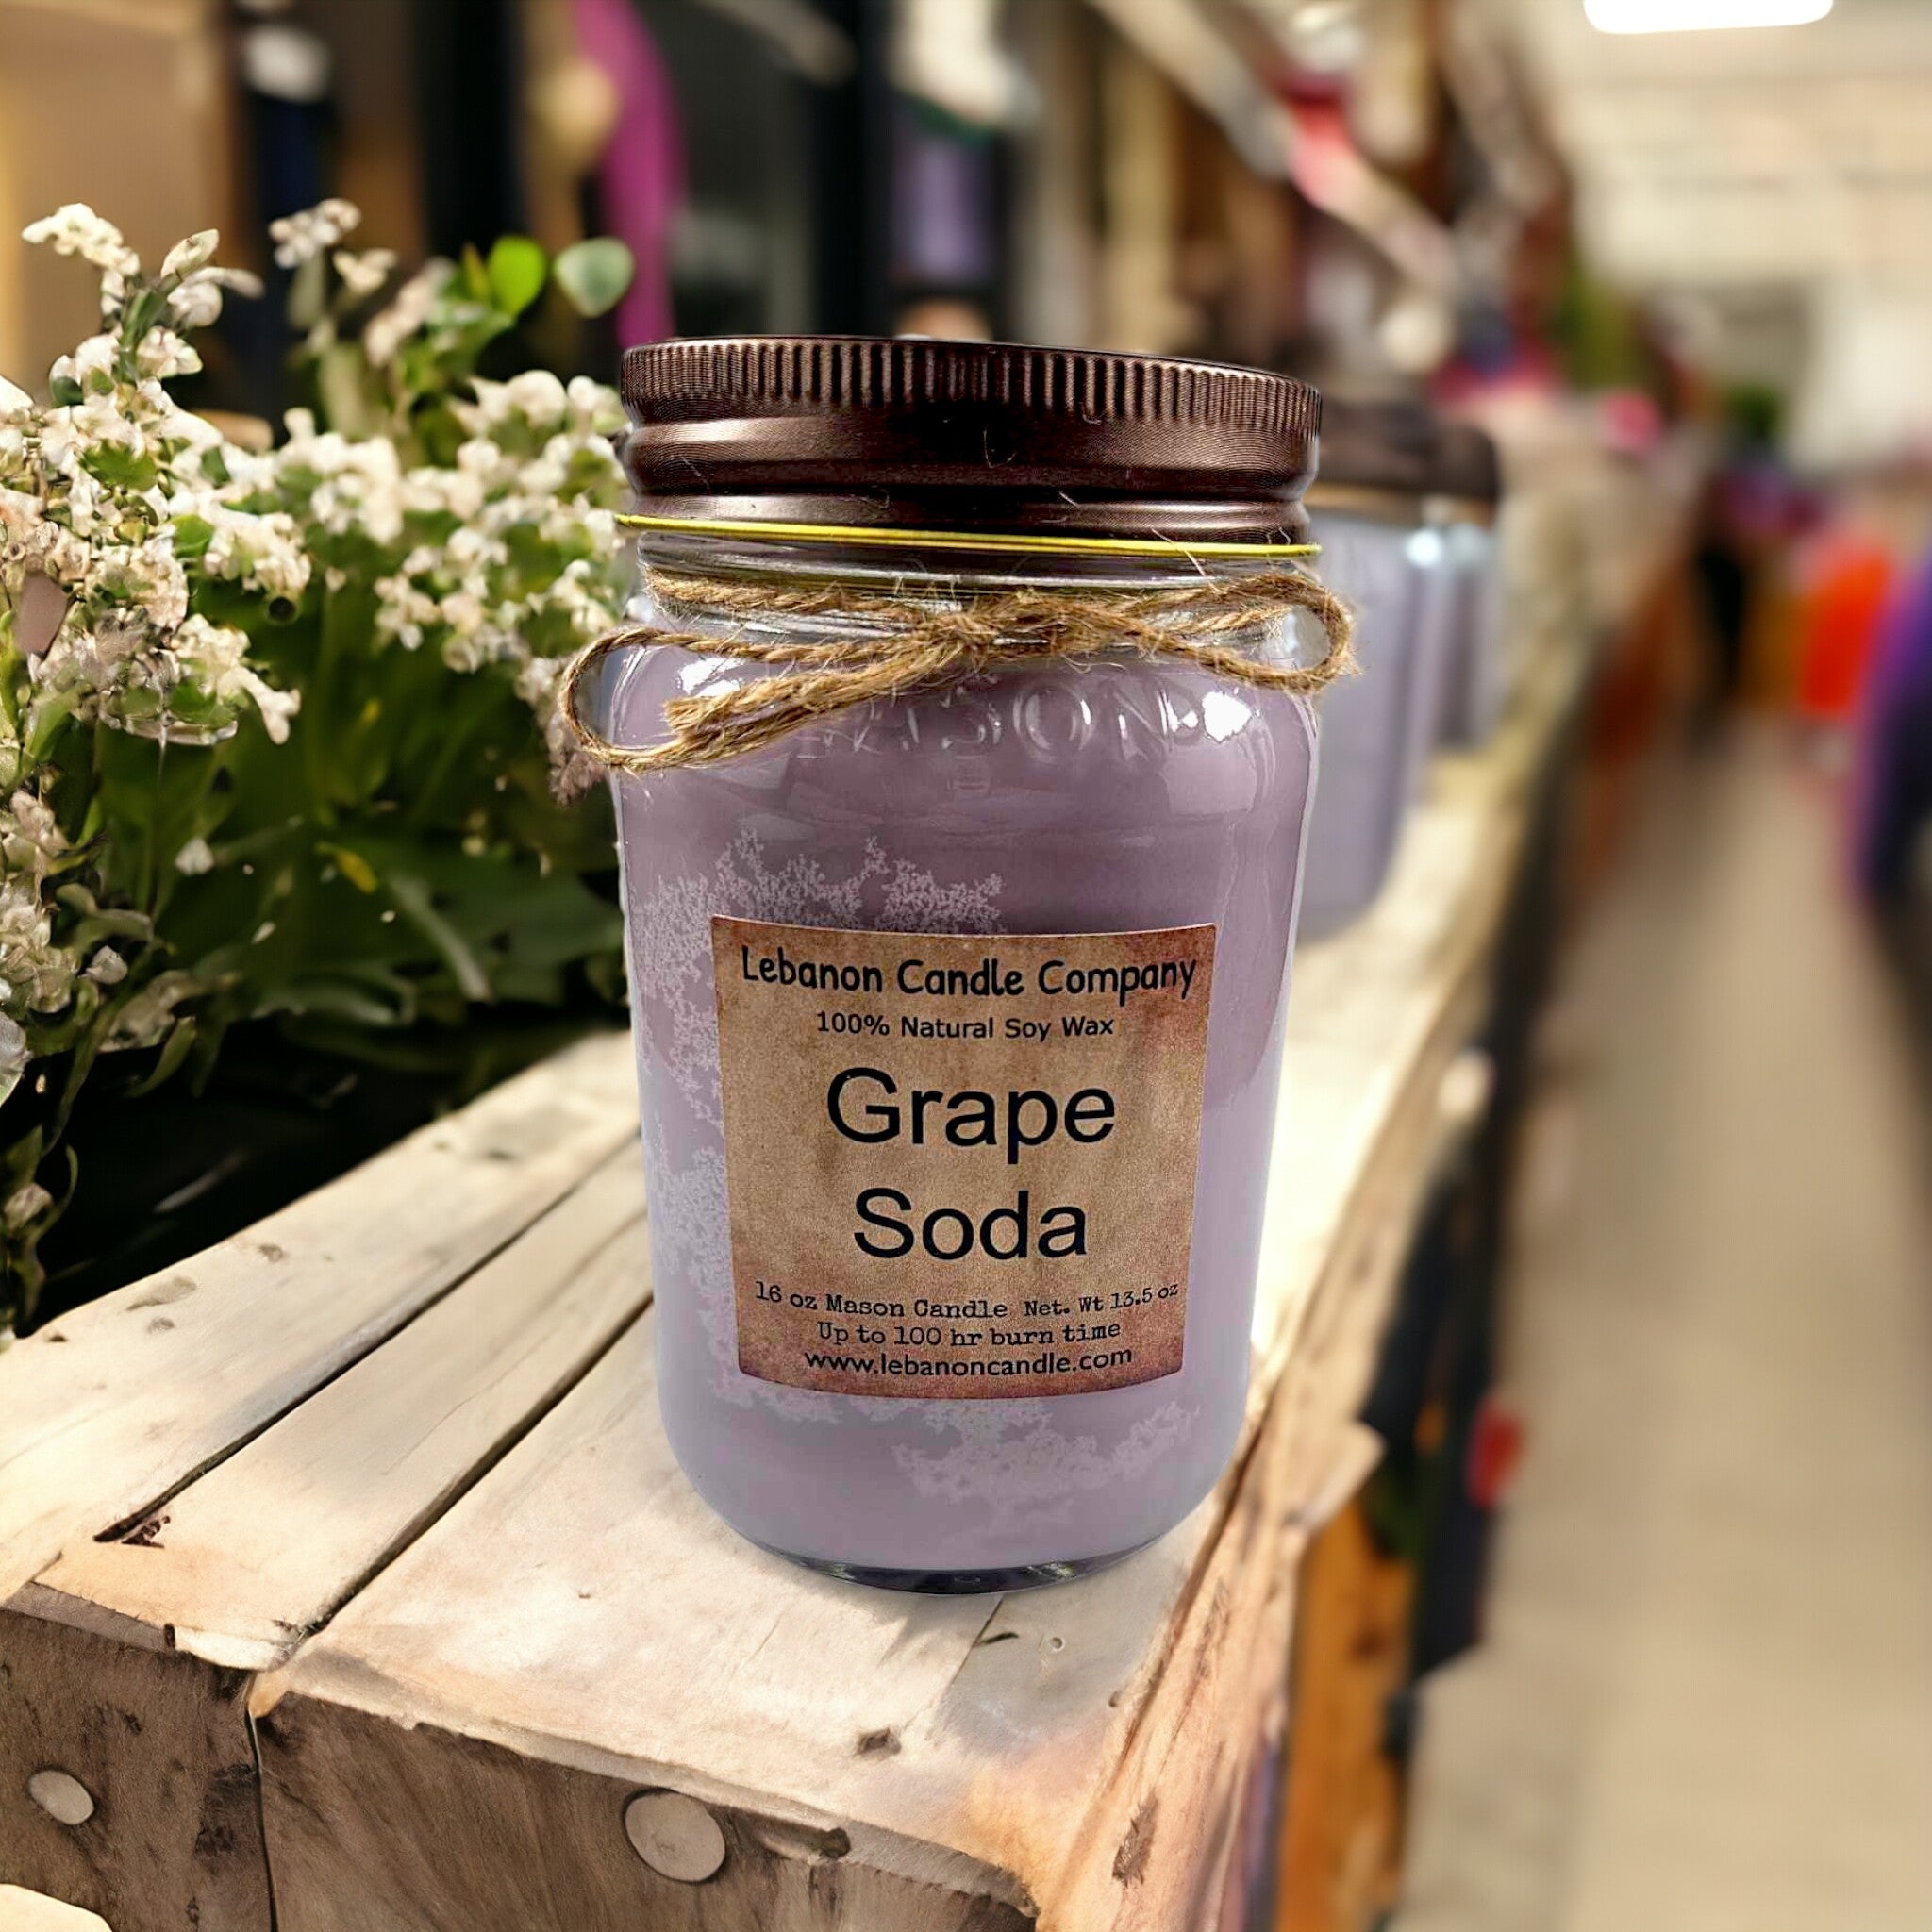 MASON
Lebanon Candle Company
100% Natural Soy Wax
Grape
Soda
16 oz Mason Candle Net. Wt 13.5 oz
Up to 100 hr burn time
www.lebanoncandle.com